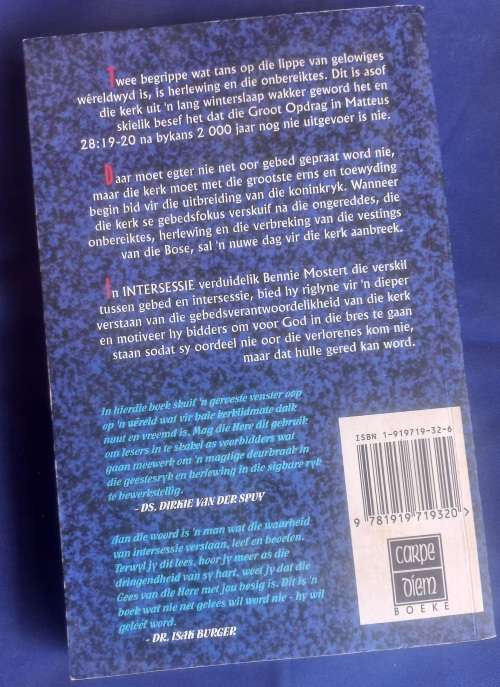 Twee begrippe wat tans op die lippe van gelowiges
wêreldwyd is, is herlewing en die onbereiktes. Dit is asof
die kerk uit 'n lang winterslaap wakker geword het en
skielik besef het dat die Groot Opdrag in Matteus
28:19-20 na bykans 2 000 jaar nog nie uitgevoer is nie.
Daar moet egter nie net oor gebed gepraat word nie,
maar die kerk moet met die grootste erns en toewyding
begin bid vir die uitbreiding van die koninkryk. Wanneer
die kerk se gebedsfokus verskuif na die ongereddes, die
onbereiktes, herlewing en die verbreking van die vestings
van die Bose, sal 'n nuwe dag vir die kerk aanbreek.
In INTERSESSIE verduidelik Bennie Mostert die verskil
tussen gebed en intersessie, bied hy riglyne vir 'n dieper
verstaan van die gebedsverantwoordelikheid van die kerk
en motiveer hy bidders om voor God in die bres te gaan
staan sodat sy oordeel nie oor die verlorenes kom nie,
maar dat hulle gered kan word.
In hierdie boek skuif 'n geroeste venster oop
op 'n wêreld wat vir baie kerklidmate dalk
nuut en vreemd is. Mag die Here dit gebruik
om lesers in te skakel as voorbidders wat
gaan meewerk om 'n magtige deurbraak in
die geestesryk en herlewing in die sigbare ryk
te bewerkstellig.
- DS. DIRKIE VAN DER SPUY
Aan die woord is 'n man wat die waarheid
van intersessie verstaan, leef en beoefen.
Terwyl jy dit lees, hoor jy meer as die
dringendheid van sy hart, weet jy dat die
Gees van die Here met jou besig is. Dit is 'n
boek wat nie net gelees wil word nie - hy wil
geleef word.
- DR. ISAK BURGER
ISBN 1-919719-32-6
9 781919 719320 >
carpe
diem
BOEKE